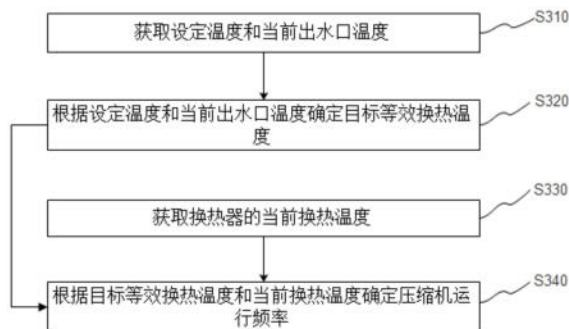 获取设定温度和当前出水口温度
S310
根据设定温度和当前出水口温度确定目标等效换热温
度
S320
获取换热器的当前换热温度
S330
根据目标等效换热温度和当前换热温度确定压缩机运
行频率
S340